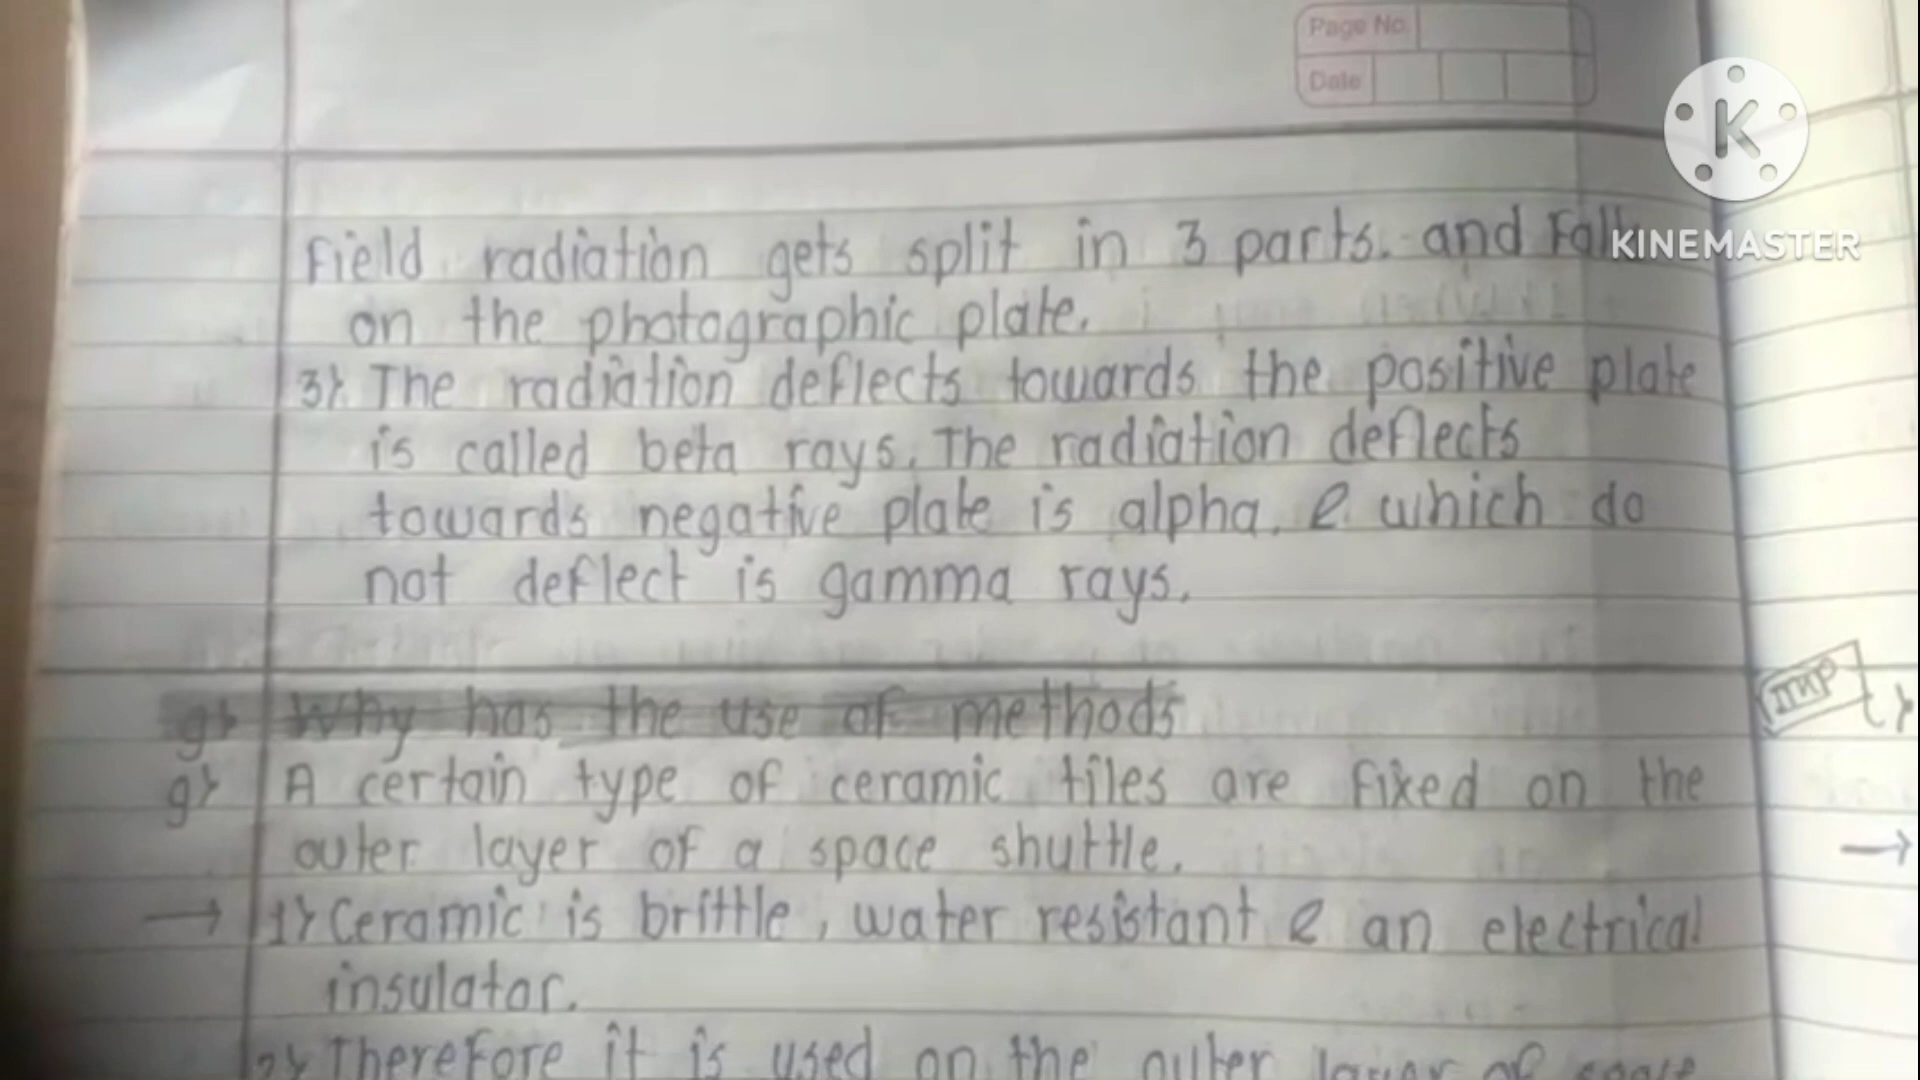 Page No.
Date
KINEMASTER
Field radiation gets split in 3 parts. and Fall
on the photographic plate.
3} The radiation deflects towards the positive plate
is called beta rays. The radiation deflects
towards negative plate is alpha. & which do
not deflect is gamma rays.
g} Why has the use of methods
g} A certain type of ceramic tiles are fixed on the
outer layer of a space shuttle.
→ 1} Ceramic is brittle, water resistant & an electrical
insulator.
2} Therefore it is used on the outer layer of space
IMP